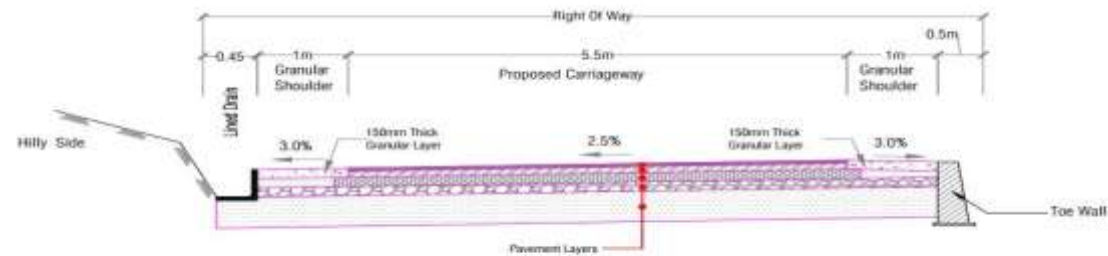 Right Of Way
0.45
1m
5.5m
1m
0.5m
Granular
Shoulder
Proposed Carriageway
Granular
Shoulder
Lined Drain
Hilly Side
3.0%
150mm Thick
Granular Layer
2.5%
150mm Thick
Granular Layer
3.0%
Toe Wall
Pavement Layers